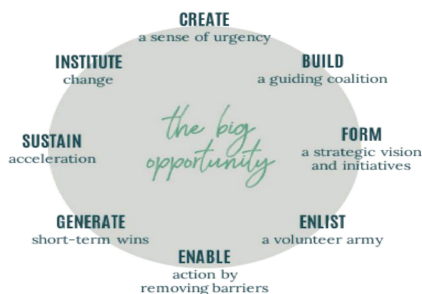 CREATE
a sense of urgency
BUILD
a guiding coalition
FORM
a strategic vision
and initiatives
ENLIST
a volunteer army
ENABLE
action by
removing barriers
GENERATE
short-term wins
SUSTAIN
acceleration
INSTITUTE
change
the big
opportunity